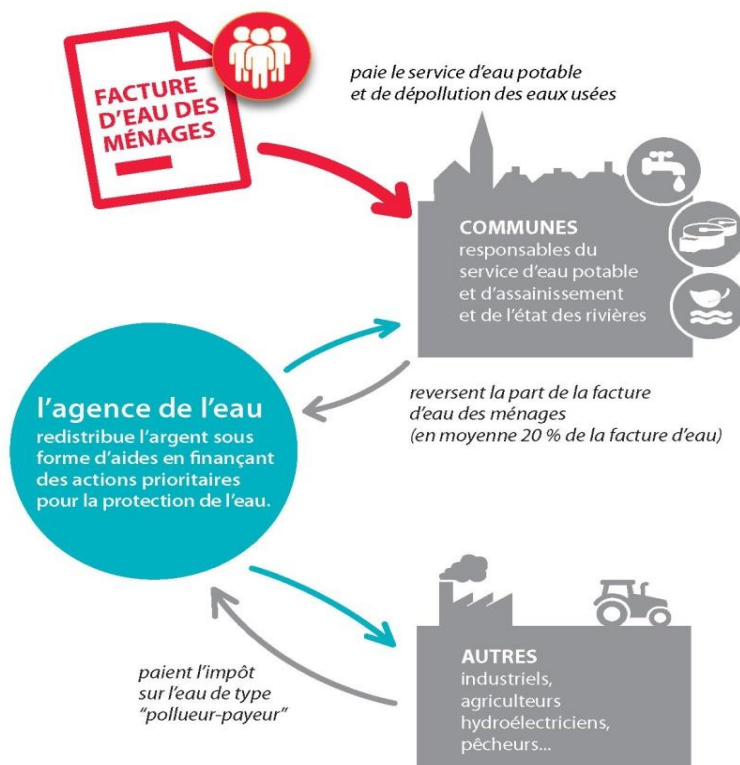 FACTURE
D'EAU DES
MÉNAGES
paie le service d'eau potable
et de dépollution des eaux usées
COMMUNES
responsables du
service d'eau potable
et d'assainissement
et de l'état des rivières
l'agence de l'eau
redistribue l'argent sous
forme d'aides en finançant
des actions prioritaires
pour la protection de l'eau.
reversent la part de la facture
d'eau des ménages
(en moyenne 20 % de la facture d'eau)
paient l'impôt
sur l'eau de type
"pollueur-payeur"
AUTRES
industriels,
agriculteurs
hydroélectriciens,
pêcheurs...